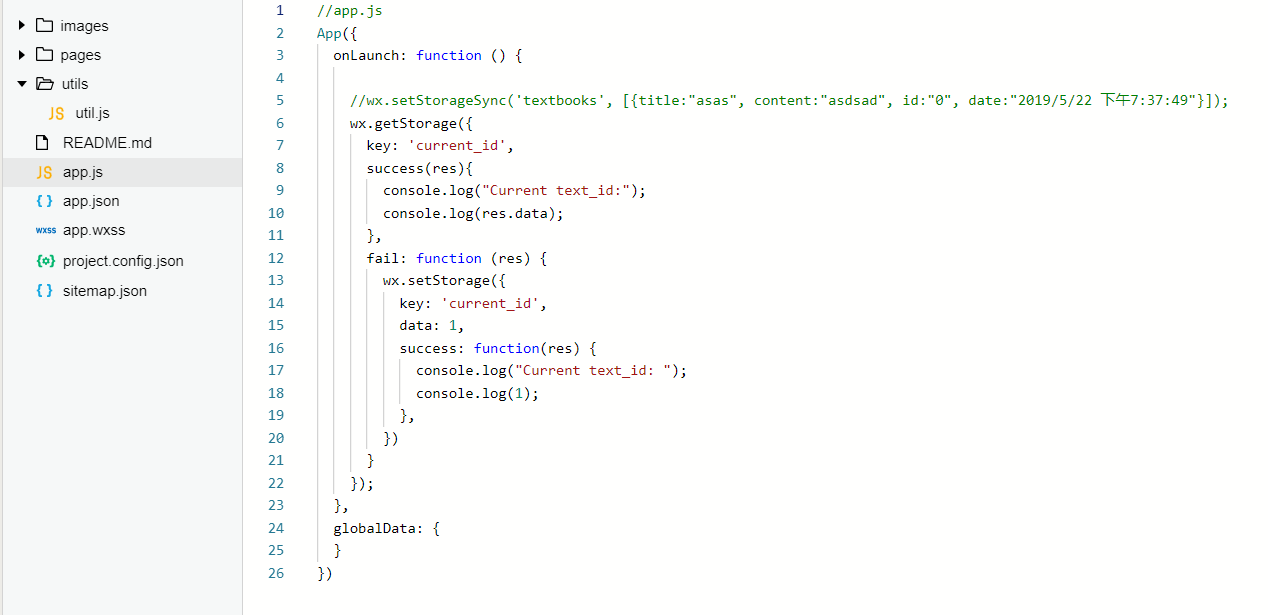 images
pages
utils
JS util.js
README.md
JS app.js
{ } app.json
wxss app.wxss
project.config.json
{ } sitemap.json
1 //app.js
2 App({
3 onLaunch: function () {
4
5 //wx.setStorageSync('textbooks', [{title:"asas", content:"asdsad", id:"0", date:"2019/5/22 下午7:37:49"}]);
6 wx.getStorage({
7 key: 'current_id',
8 success(res){
9 console.log("Current text_id:");
10 console.log(res.data);
11 },
12 fail: function (res) {
13 wx.setStorage({
14 key: 'current_id',
15 data: 1,
16 success: function(res) {
17 console.log("Current text_id: ");
18 console.log(1);
19 },
20 })
21 }
22 });
23 },
24 globalData: {
25 }
26 })